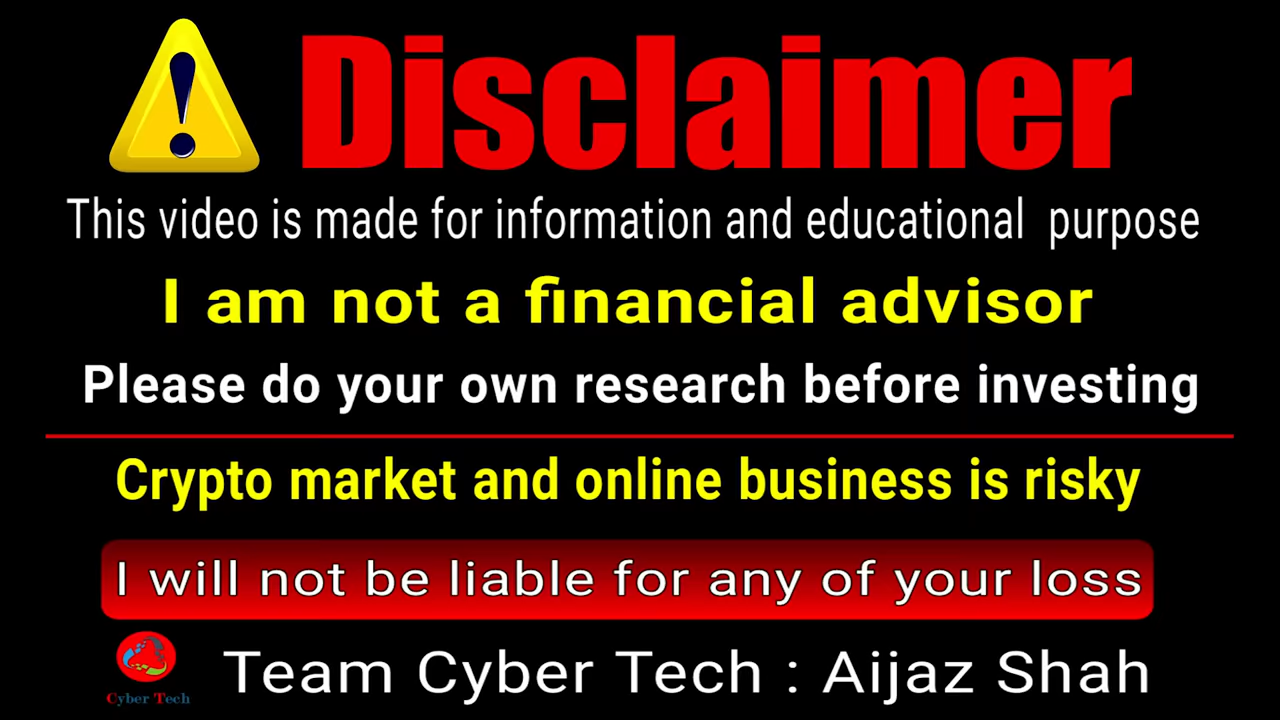 Disclaimer
This video is made for information and educational purpose
I am not a financial advisor
Please do your own research before investing
Crypto market and online business is risky
I will not be liable for any of your loss
Cyber Tech
Team Cyber Tech : Aijaz Shah